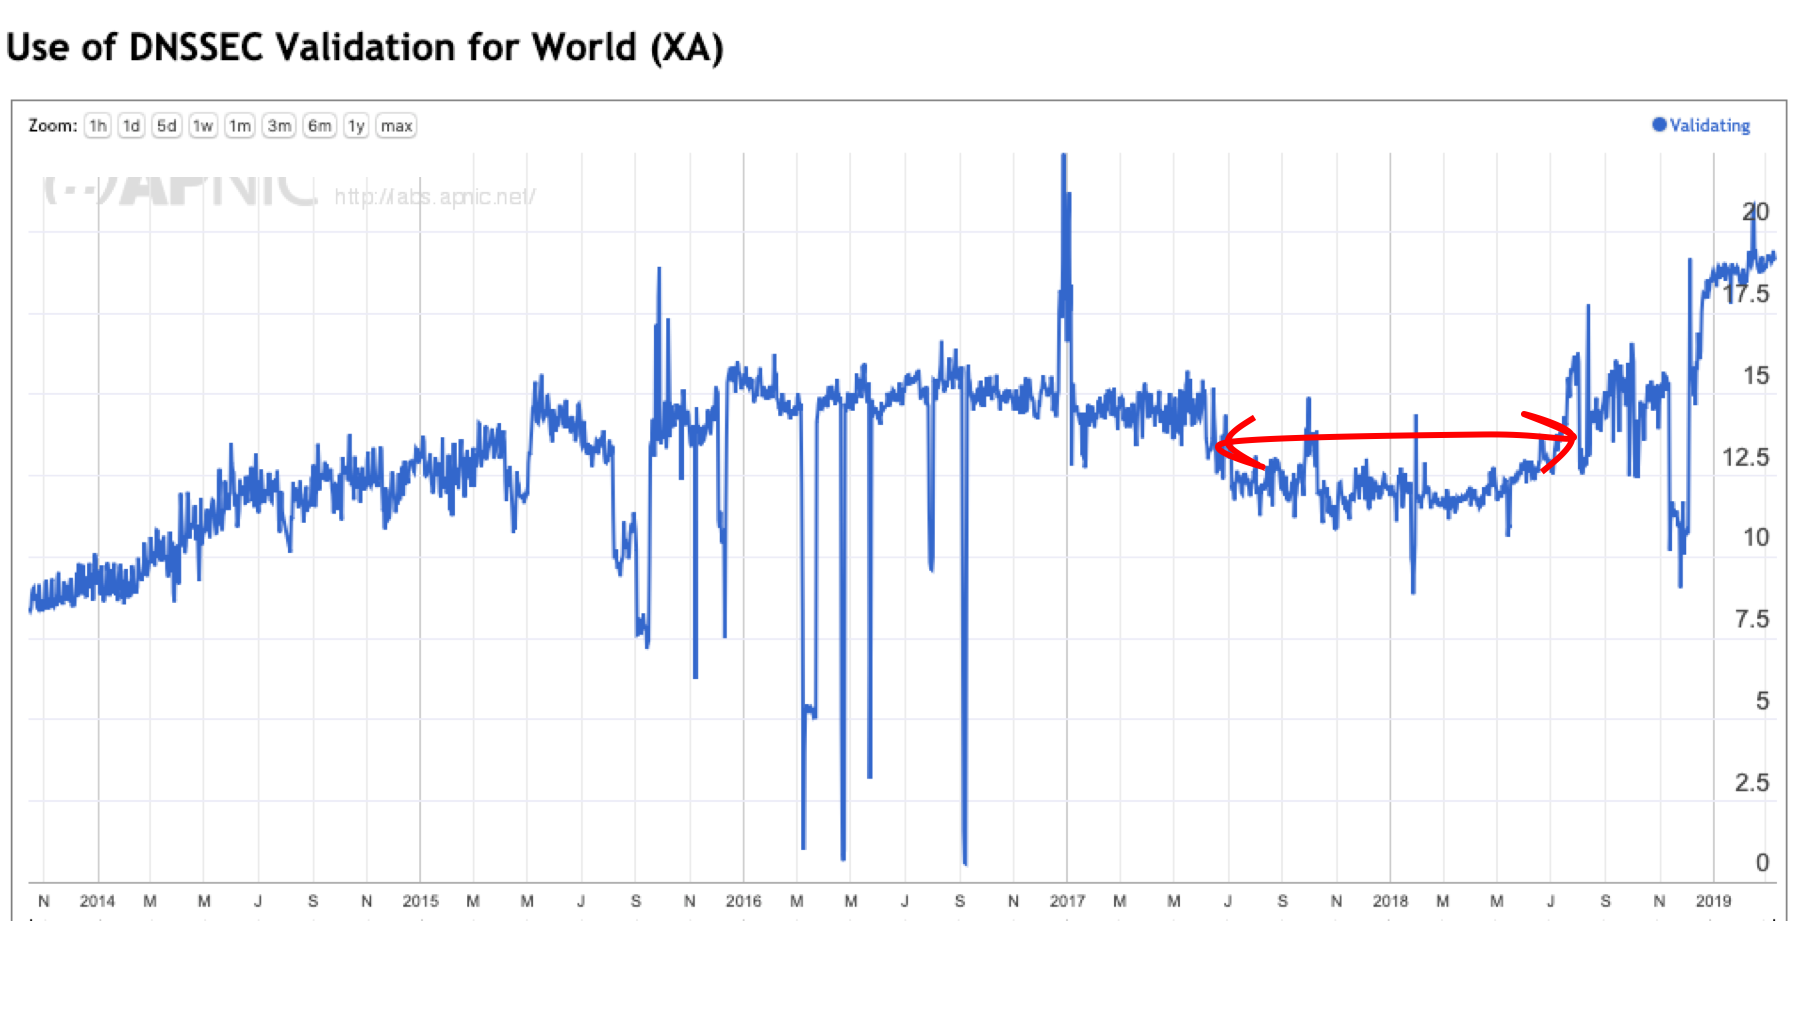 Use of DNSSEC Validation for World (XA)
Zoom: 1h 1d 5d 1w 1m 3m 6m 1y max
Validating
APNIC http://labs.apnic.net/
20
17.5
15
12.5
10
7.5
5
2.5
0
N 2014 M M J S N 2015 M M J S N 2016 M M J S N 2017 M M J S N 2018 M M J S N 2019